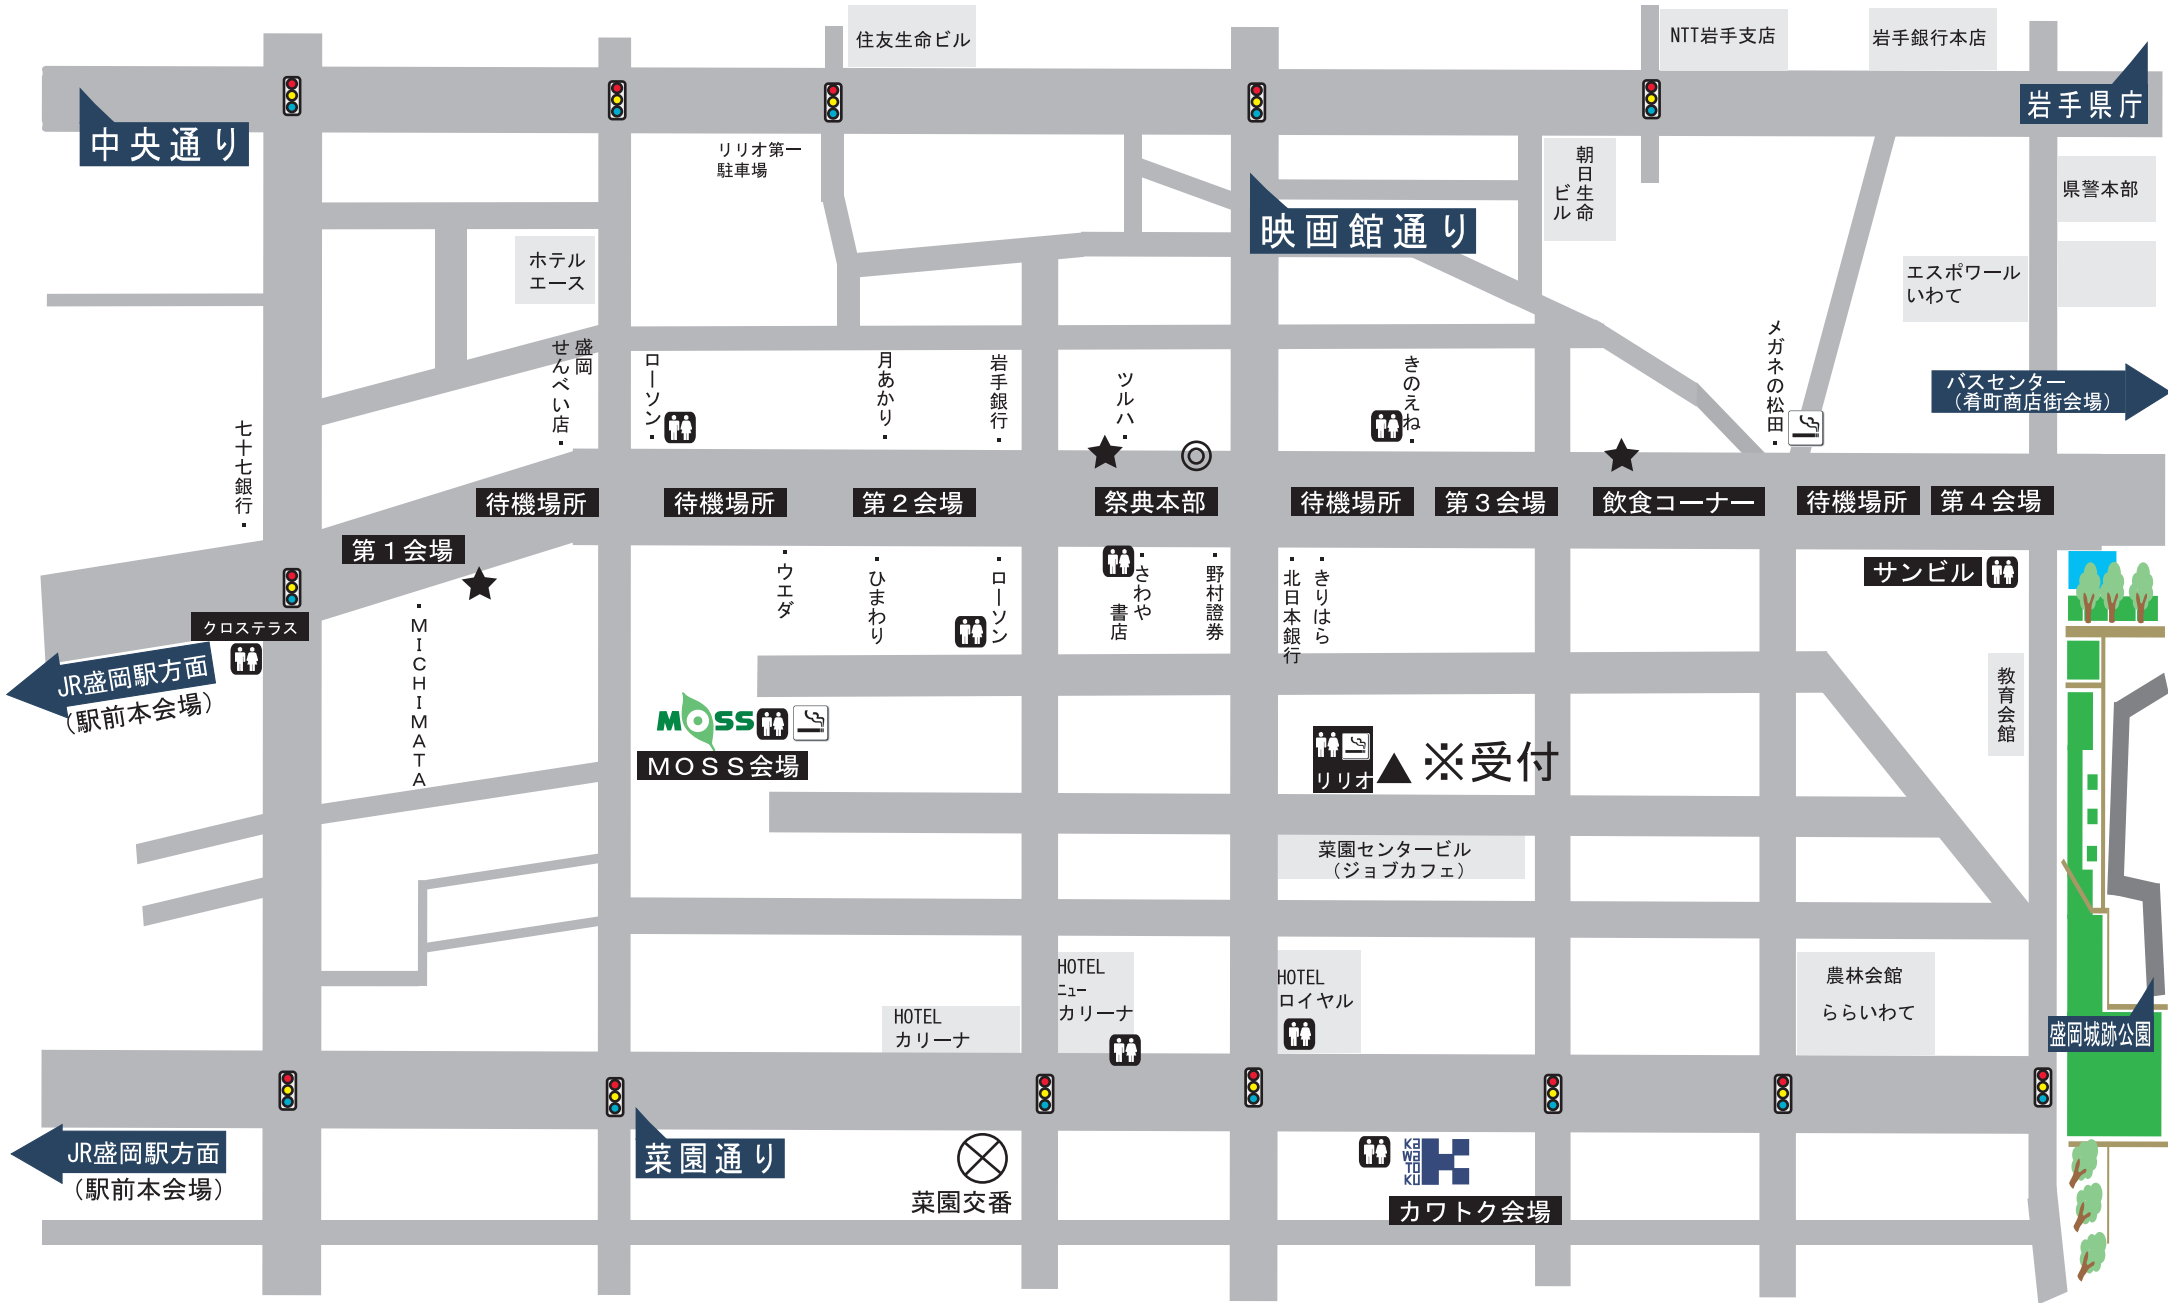 住友生命ビル
NTT岩手支店
岩手銀行本店
中央通り
岩手県庁
リリオ第一
駐車場
朝日生命
ビル
県警本部
映画館通り
ホテル
エース
エスポワール
いわて
盛岡
せんべい店
ローソン
月あかり
岩手銀行
ツルハ
きのえね
メガネの松田
バスセンター
（肴町商店街会場）
七十七銀行
待機場所
待機場所
第２会場
祭典本部
待機場所
第３会場
飲食コーナー
待機場所
第４会場
第１会場
クロステラス
MICHIMATA
ウエダ
ひまわり
ローソン
さわや
書店
野村證券
北日本銀行
きりはら
サンビル
JR盛岡駅方面
（駅前本会場）
教育会館
MOSS
ＭＯＳＳ会場
リリオ
※受付
菜園センタービル
（ジョブカフェ）
HOTEL
カリーナ
HOTEL
ニュー
カリーナ
HOTEL
ロイヤル
農林会館
ららいわて
盛岡城跡公園
JR盛岡駅方面
（駅前本会場）
菜園通り
菜園交番
KaWaTOKU
カワトク会場